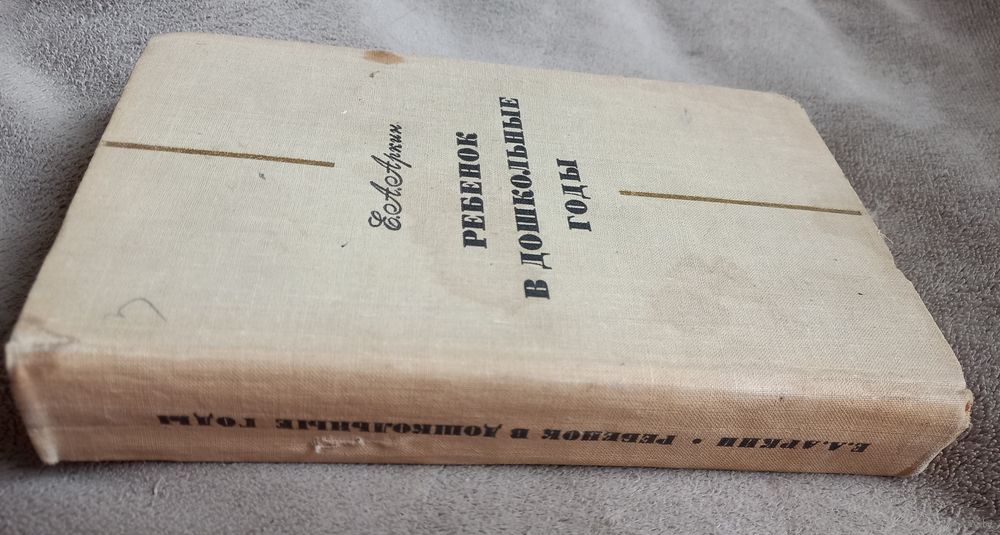 Е.А.Аркин
РЕБЕНОК
В ДОШКОЛЬНЫЕ
ГОДЫ
Е.А.АРКИН • РЕБЕНОК В ДОШКОЛЬНЫЕ ГОДЫ